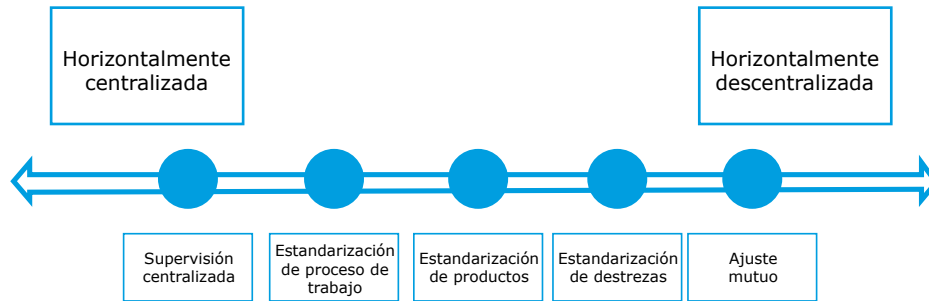 Horizontalmente
centralizada
Horizontalmente
descentralizada
Supervisión
centralizada
Estandarización
de proceso de
trabajo
Estandarización
de productos
Estandarización
de destrezas
Ajuste
mutuo